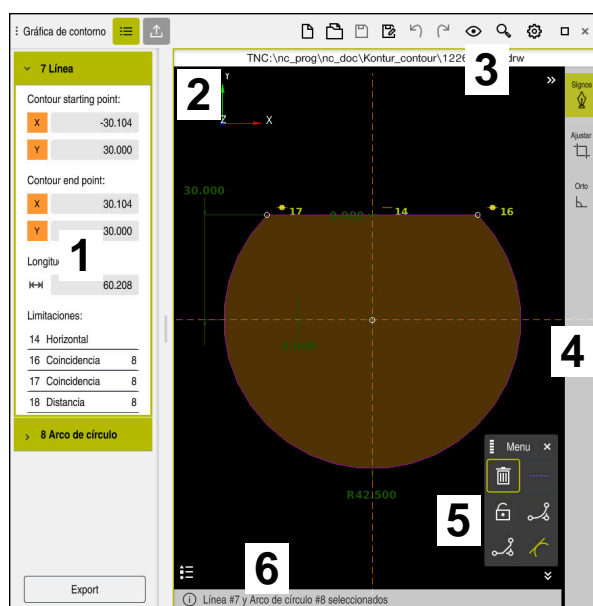 Gráfica de contorno
TNC:\nc_prog\nc_doc\Kontur_contour\1226
drw
7 Línea
Contour starting point:
X -30.104
Y 30.000
Contour end point:
X 30.104
Y 30.000
60.208
Limitaciones:
14 Horizontal
16 Coincidencia 8
17 Coincidencia 8
18 Distancia 8
8 Arco de círculo
Export
1
2
3
4
5
6
Y
Z X
30.000
17
14
16
R42.500
Signos
Ajustar
Orto
Menu ×
Línea #7 y Arco de círculo #8 seleccionados